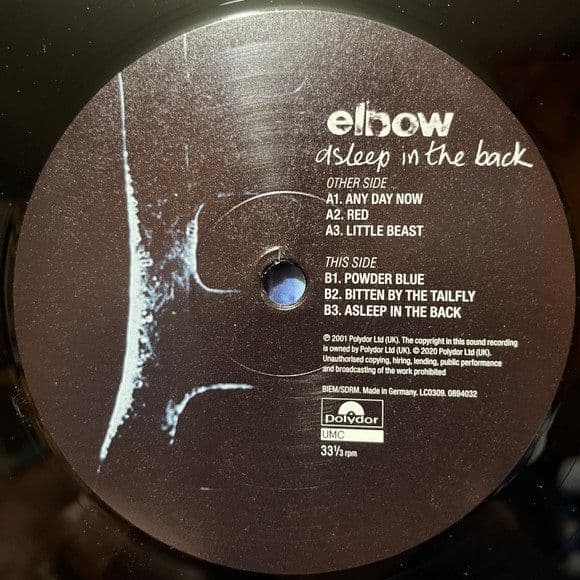 elbow
asleep in the back
OTHER SIDE
A1. ANY DAY NOW
A2. RED
A3. LITTLE BEAST
THIS SIDE
B1. POWDER BLUE
B2. BITTEN BY THE TAILFLY
B3. ASLEEP IN THE BACK
℗ 2001 Polydor Ltd (UK). The copyright in this sound recording
is owned by Polydor Ltd (UK). © 2020 Polydor Ltd (UK).
Unauthorised copying, hiring, lending, public performance
and broadcasting of the work prohibited
BIEM/SDRM. Made in Germany. LC0309. 0894032
Polydor
UMC
33⅓ rpm